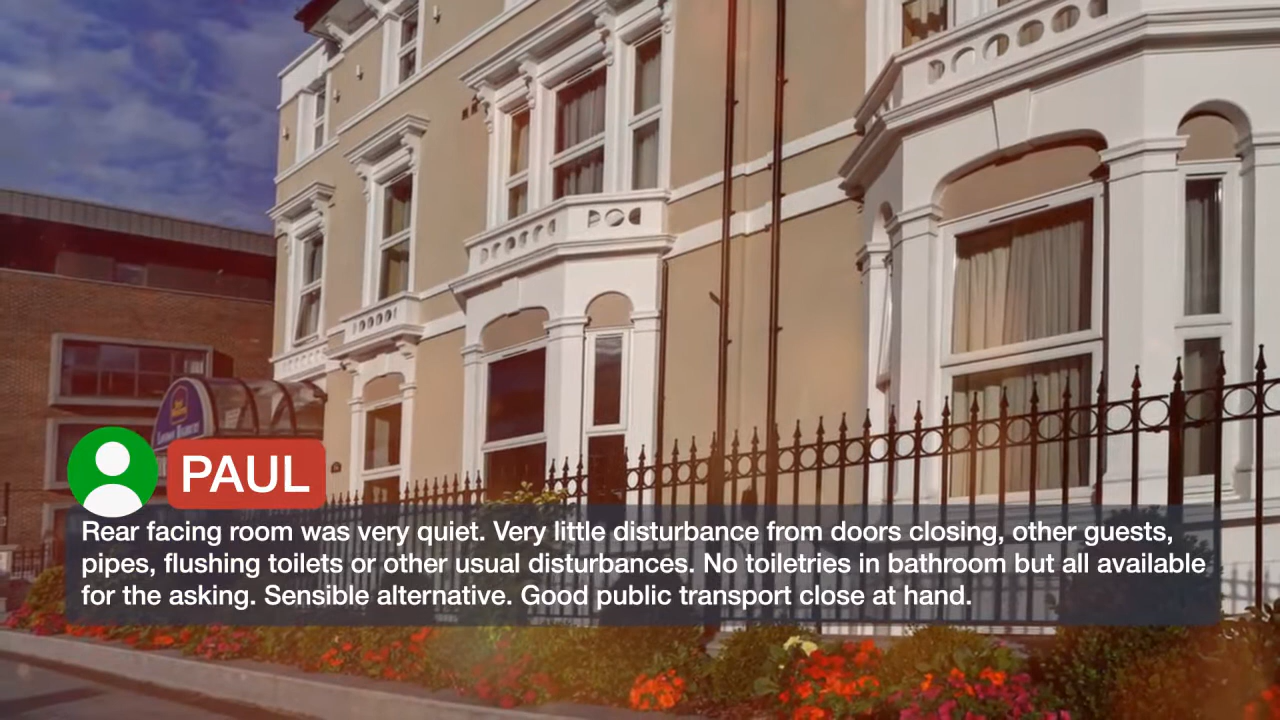 PAUL
Rear facing room was very quiet. Very little disturbance from doors closing, other guests,
pipes, flushing toilets or other usual disturbances. No toiletries in bathroom but all available
for the asking. Sensible alternative. Good public transport close at hand.